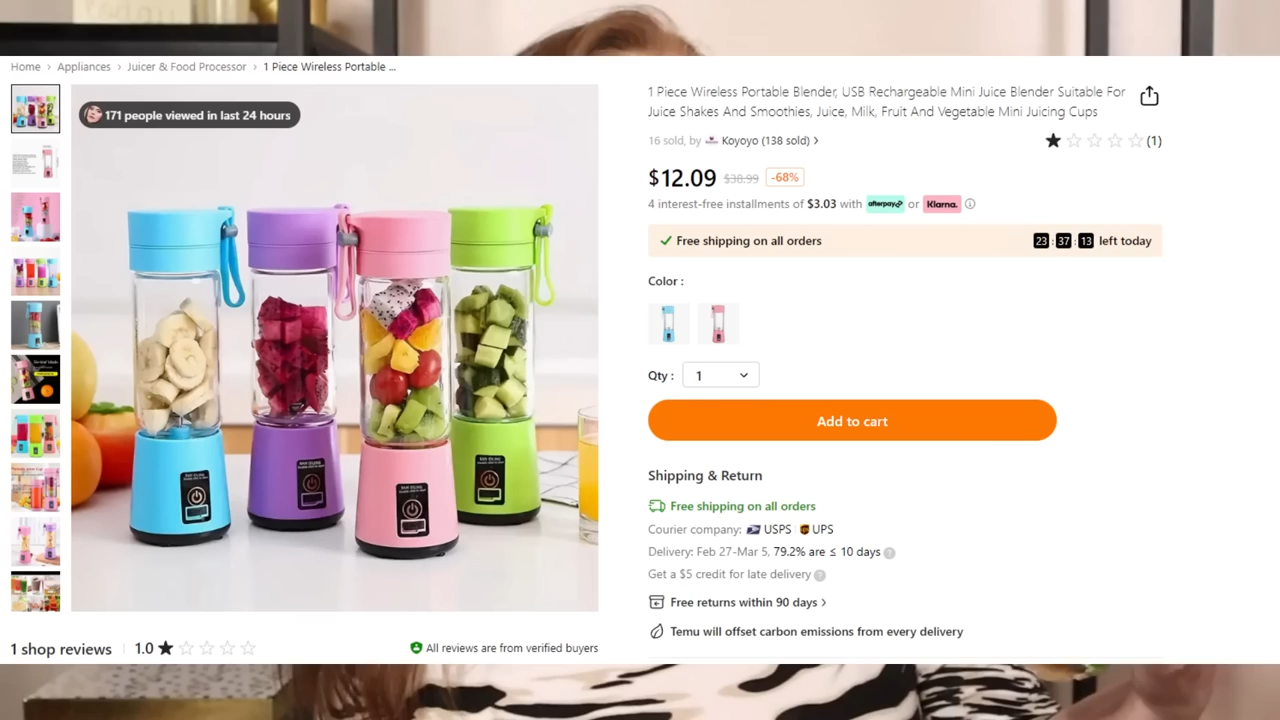 Home › Appliances › Juicer & Food Processor › 1 Piece Wireless Portable ...
171 people viewed in last 24 hours
1 Piece Wireless Portable Blender, USB Rechargeable Mini Juice Blender Suitable For
Juice Shakes And Smoothies, Juice, Milk, Fruit And Vegetable Mini Juicing Cups
16 sold, by Koyoyo (138 sold) ›
(1)
$12.09 $38.99 -68%
4 interest-free installments of $3.03 with afterpay or Klarna.
Free shipping on all orders
23 : 37 : 13 left today
Color :
Qty : 1
Add to cart
Shipping & Return
Free shipping on all orders
Courier company: USPS UPS
Delivery: Feb 27-Mar 5, 79.2% are ≤ 10 days
Get a $5 credit for late delivery
Free returns within 90 days ›
Temu will offset carbon emissions from every delivery
1 shop reviews 1.0
All reviews are from verified buyers